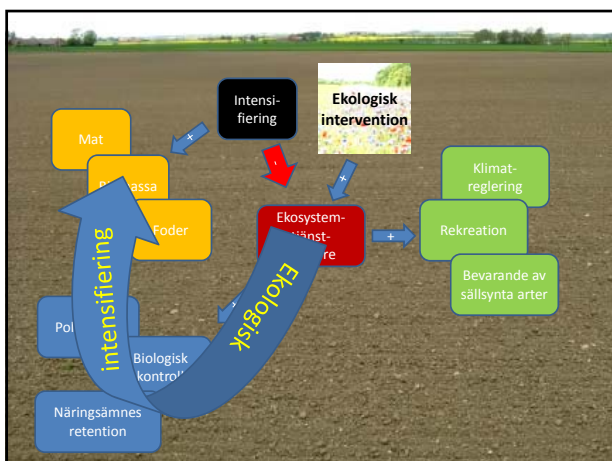 Intensi-
fiering
Ekologisk
intervention
Mat
Foder
Klimat-
reglering
Rekreation
Bevarande av
sällsynta arter
Ekosystem-
Ekologisk
intensifiering
Biologisk
kontroll
Näringsämnes
retention
+
-
+
+